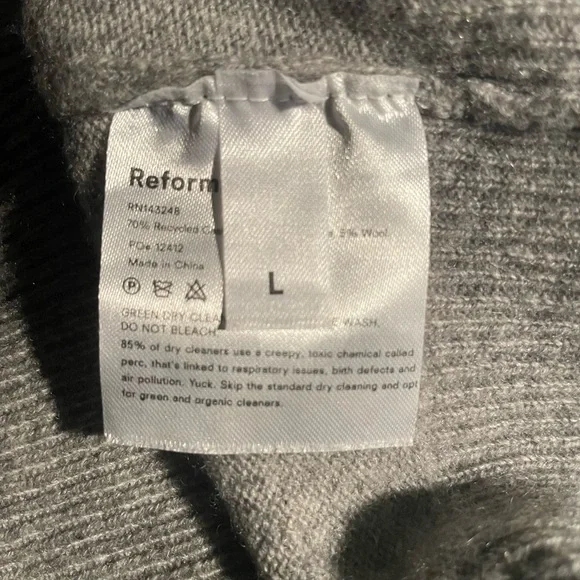 Reform
RN143248
70% Recycled 5% Wool
PO# 12412
Made in China
P
L
GREEN DRY CLEA E WASH,
DO NOT BLEACH
85% of dry cleaners use a creepy, toxic chemical called
perc, that's linked to respiratory issues, birth defects and
air pollution. Yuck. Skip the standard dry cleaning and opt
for green and organic cleaners.